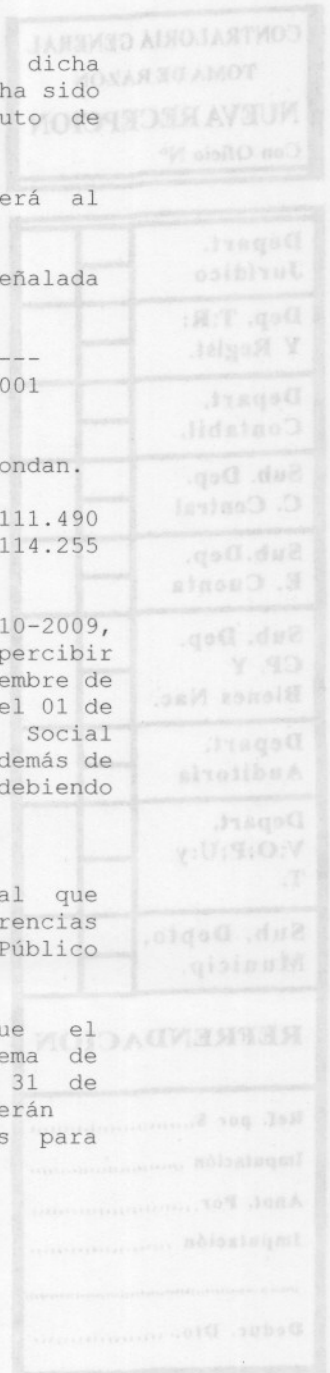 dicha
ha sido
uto de
erá al
eñalada
---
001
ondan.
111.490
114.255
10-2009,
percibir
embre de
el 01 de
Social
demás de
debiendo
al que
rencias
Público
ue el
ema de
31 de
erán
s para
CONTRALORIA GENERAL
TOMA DE RAZON
NUEVA RECEPCION
Con Oficio Nº
Depart.
Jurídico
Dep. T:R:
Y Regist.
Depart.
Contabil.
Sub. Dep.
C. Central
Sub.Dep.
E. Cuenta
Sub. Dep.
CP. Y
Bienes Nac.
Depart.
Auditoría
Depart.
V:O:P:U:y
T.
Sub. Depto.
Municip.
REFRENDACION
Ref. por $
Imputación
Anot. Por
Imputación
Deduc. Dto.